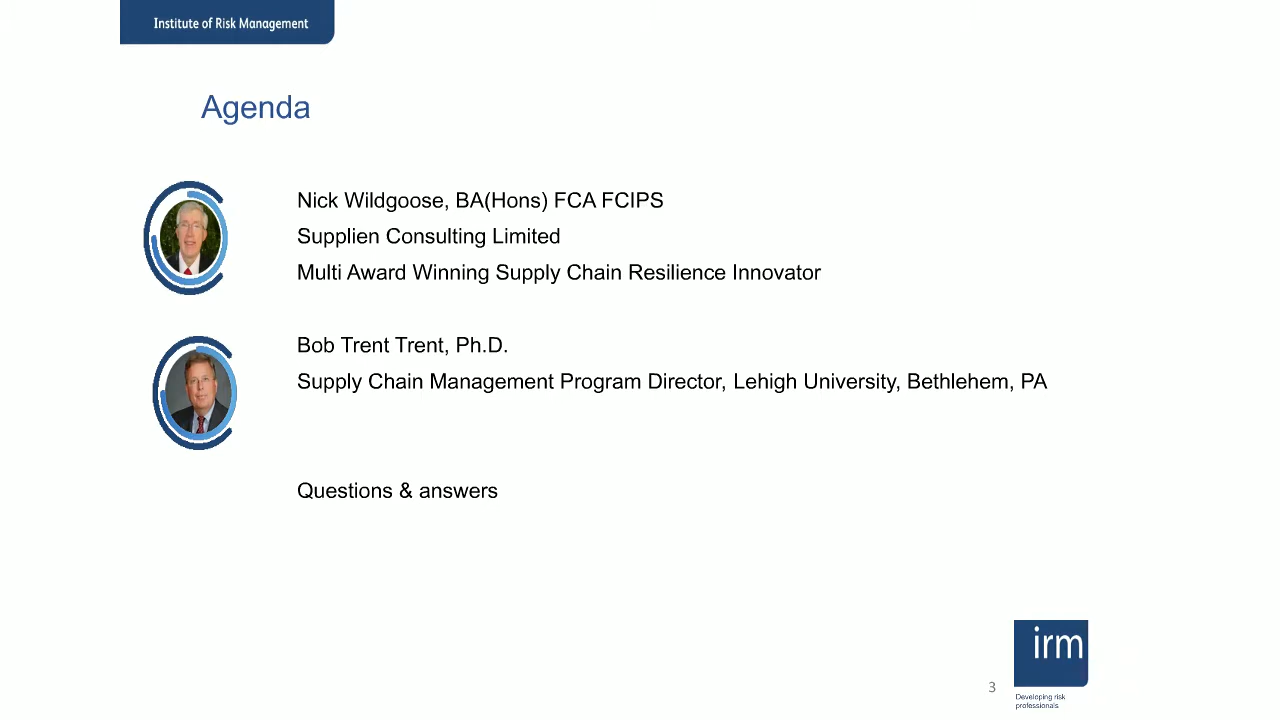 Institute of Risk Management
Agenda
Nick Wildgoose, BA(Hons) FCA FCIPS
Supplien Consulting Limited
Multi Award Winning Supply Chain Resilience Innovator
Bob Trent Trent, Ph.D.
Supply Chain Management Program Director, Lehigh University, Bethlehem, PA
Questions & answers
irm
3
Developing risk
professionals